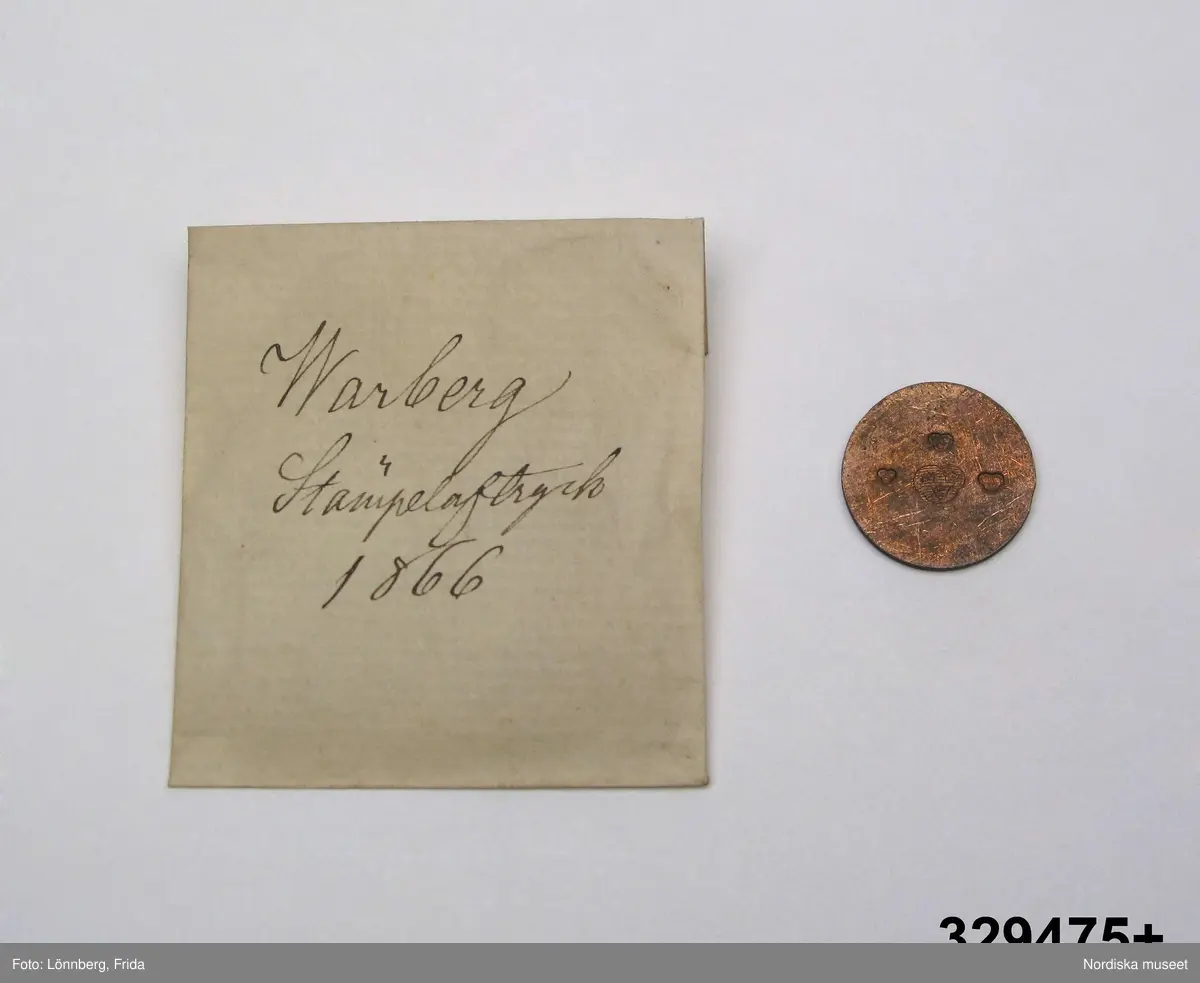 Warberg
Stämpelaftryck
1866
329475+
Foto: Lönnberg, Frida
Nordiska museet